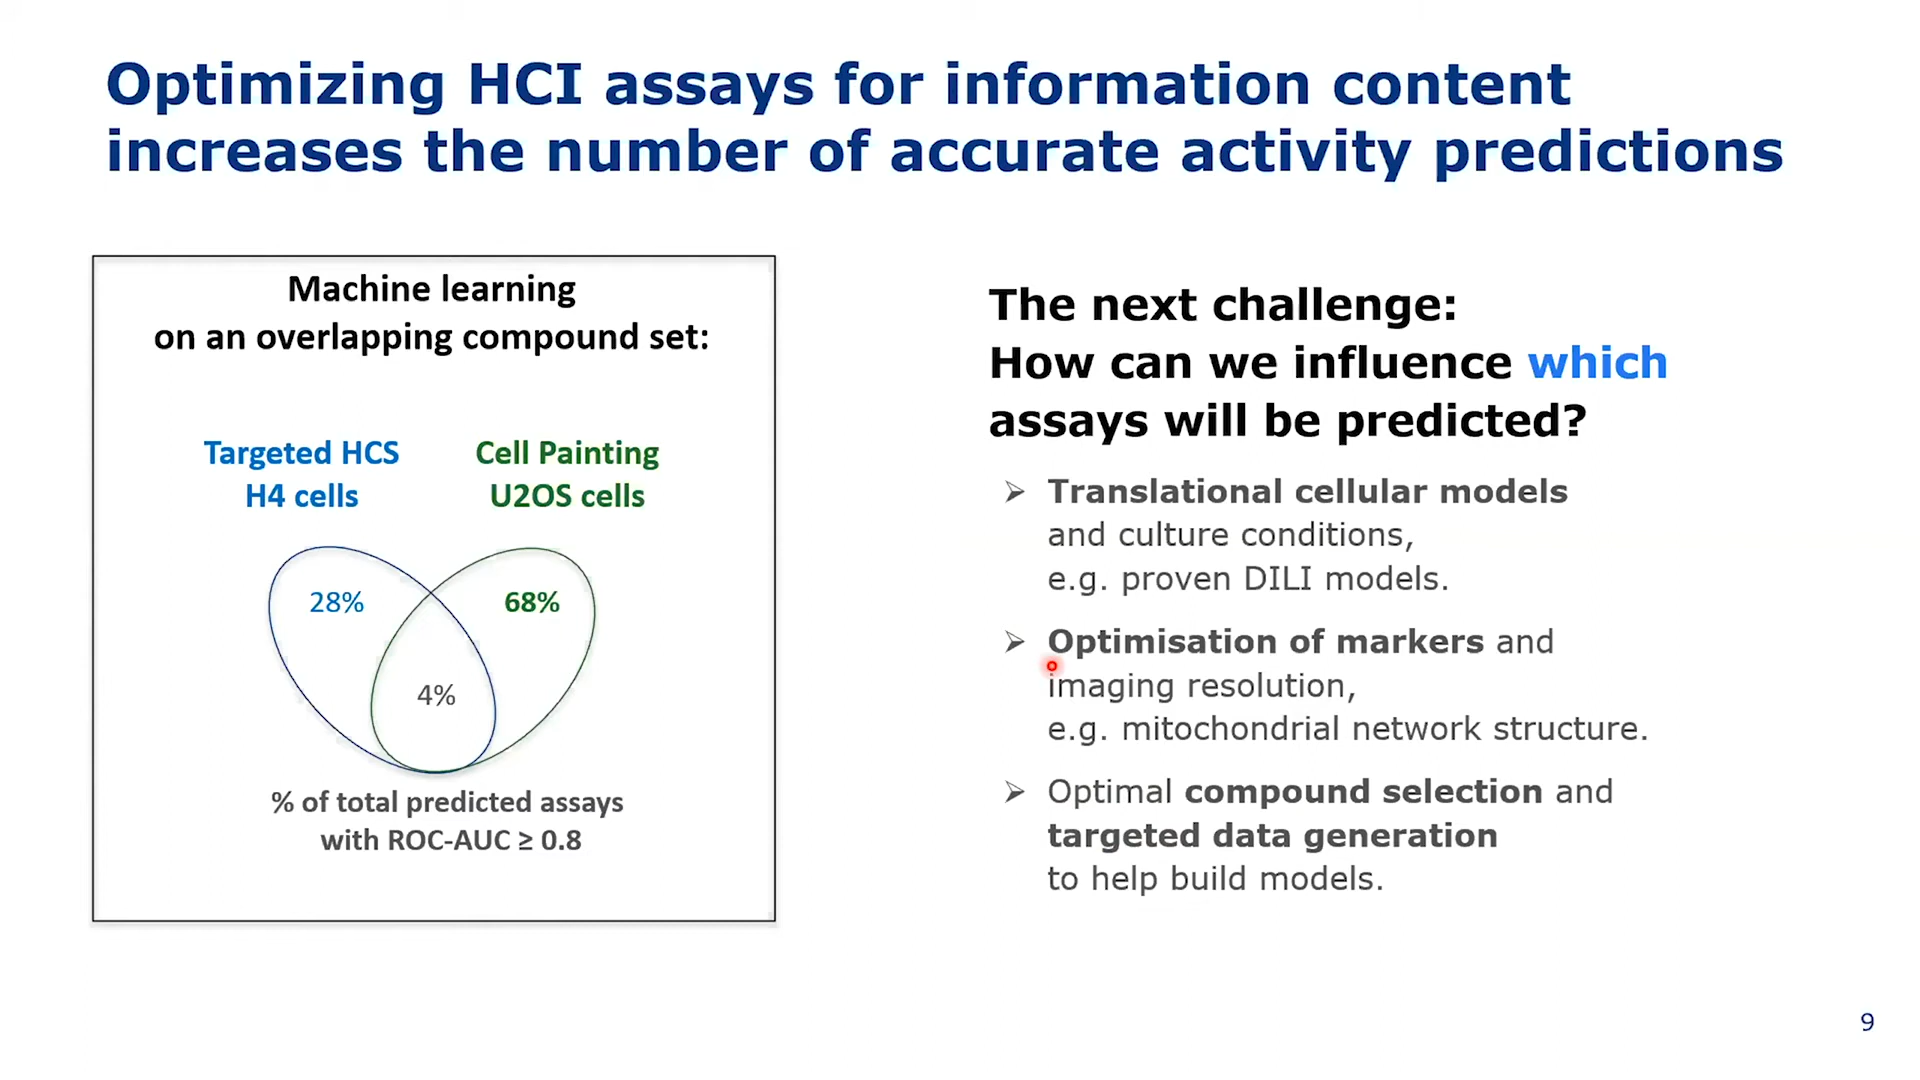 Optimizing HCI assays for information content
increases the number of accurate activity predictions
Machine learning
on an overlapping compound set:
Targeted HCS
H4 cells
Cell Painting
U2OS cells
28%
68%
4%
% of total predicted assays
with ROC-AUC ≥ 0.8
The next challenge:
How can we influence which
assays will be predicted?
➢ Translational cellular models
and culture conditions,
e.g. proven DILI models.
➢ Optimisation of markers and
imaging resolution,
e.g. mitochondrial network structure.
➢ Optimal compound selection and
targeted data generation
to help build models.
9